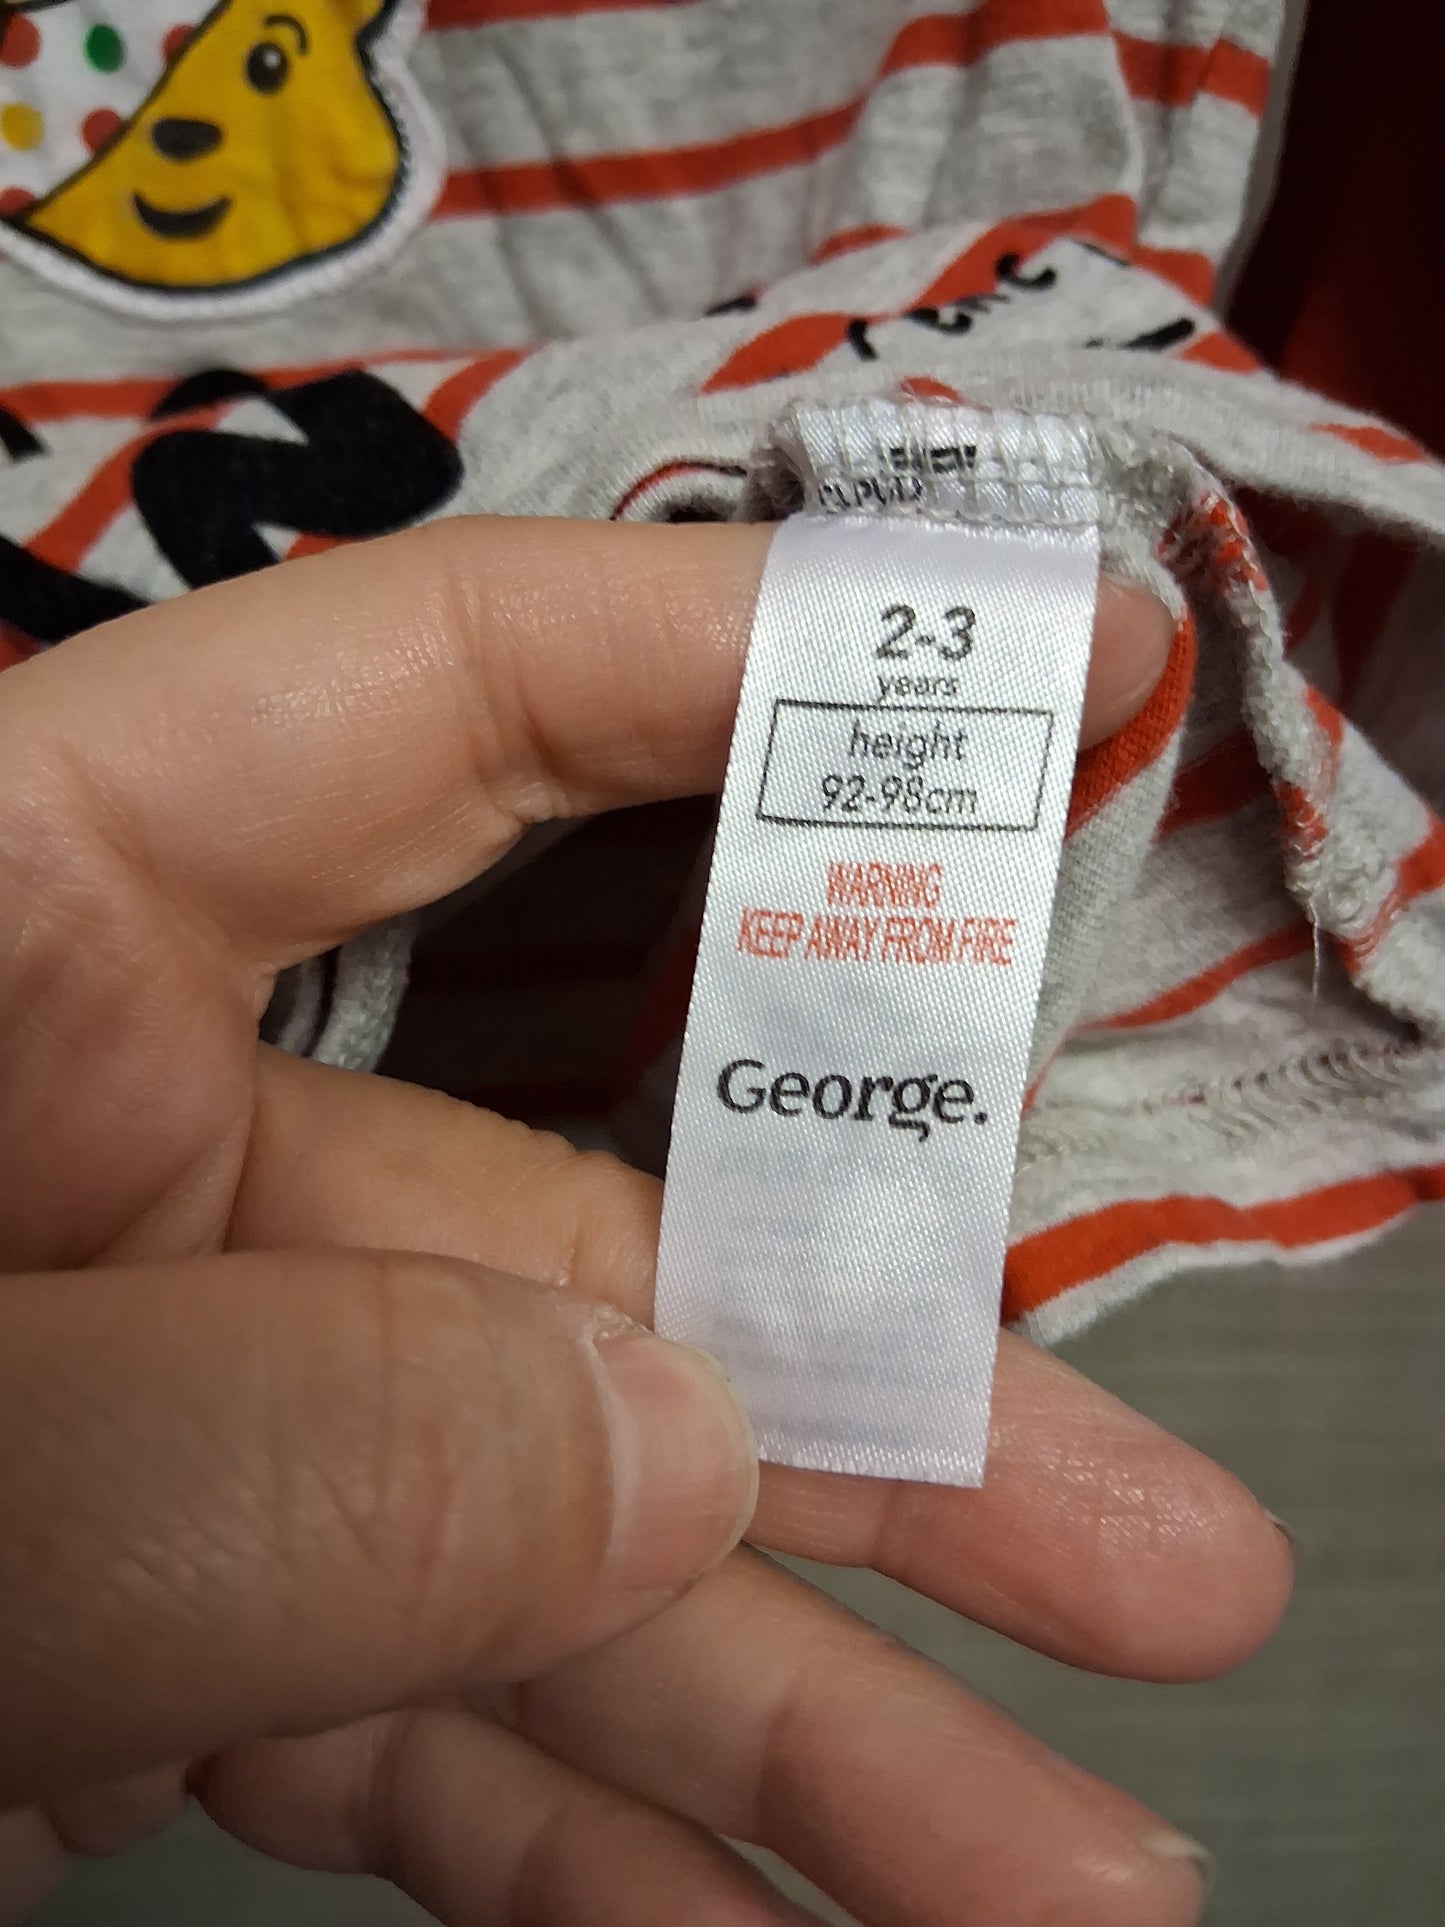 2-3
years
height
92-98cm
WARNING
KEEP AWAY FROM FIRE
George.